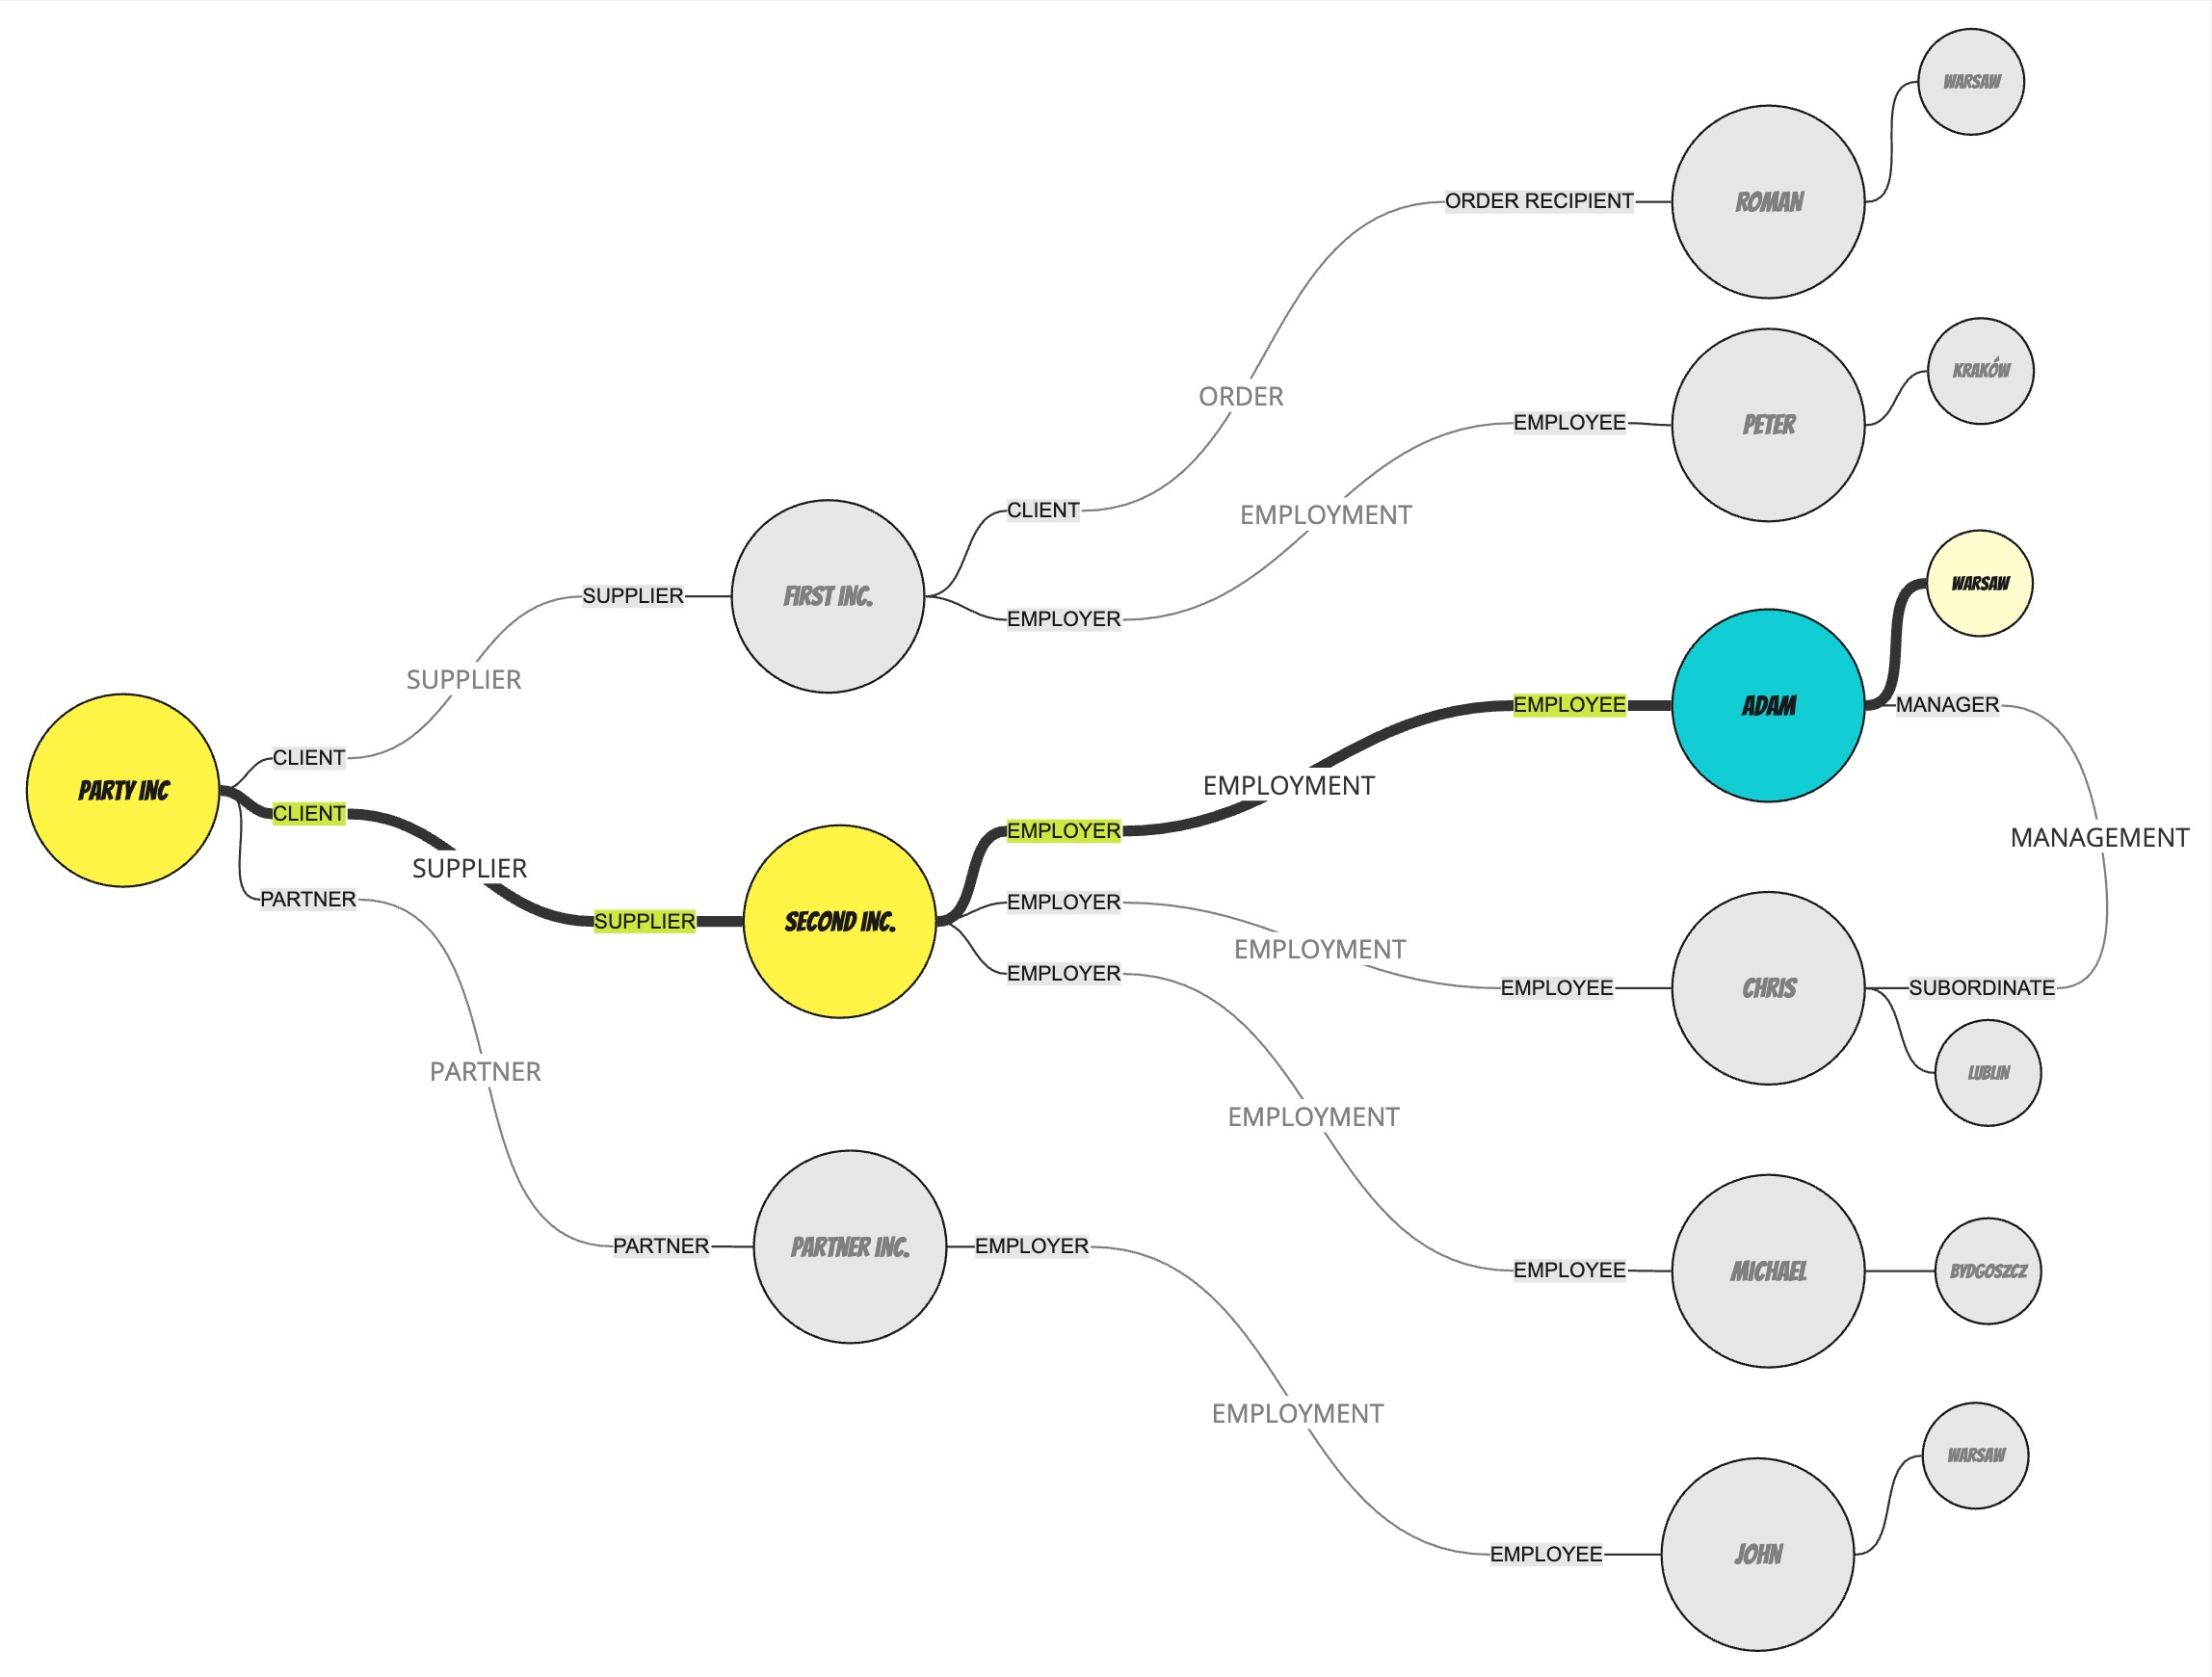 WARSAW
ROMAN
ORDER RECIPIENT
KRAKÓW
ORDER
PETER
EMPLOYEE
CLIENT
EMPLOYMENT
WARSAW
FIRST INC.
SUPPLIER
EMPLOYER
SUPPLIER
ADAM
EMPLOYEE
MANAGER
CLIENT
PARTY INC
EMPLOYMENT
CLIENT
EMPLOYER
MANAGEMENT
SUPPLIER
PARTNER
EMPLOYER
SUPPLIER
SECOND INC.
EMPLOYMENT
EMPLOYER
EMPLOYEE
CHRIS
SUBORDINATE
PARTNER
LUBLIN
EMPLOYMENT
PARTNER
PARTNER INC.
EMPLOYER
EMPLOYEE
MICHAEL
BYDGOSZCZ
EMPLOYMENT
WARSAW
EMPLOYEE
JOHN